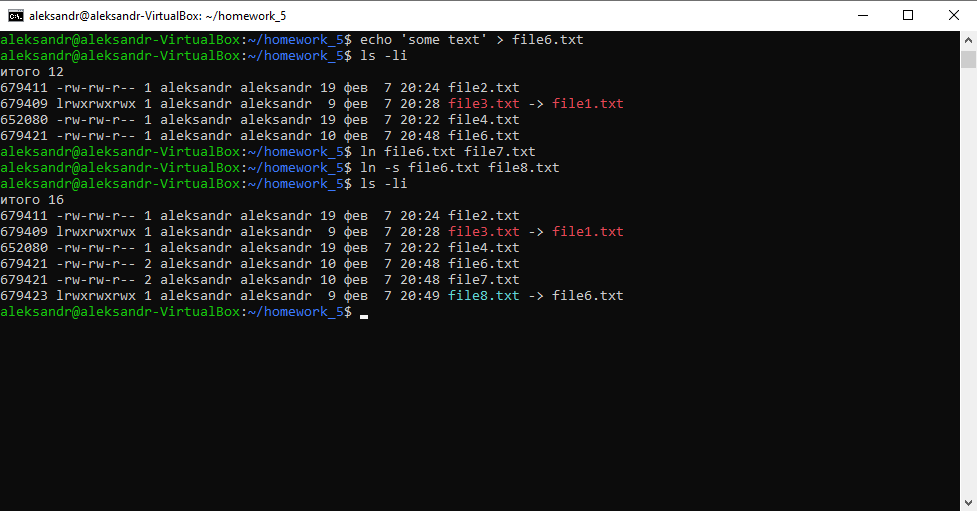 aleksandr@aleksandr-VirtualBox: ~/homework_5
aleksandr@aleksandr-VirtualBox:~/homework_5$ echo 'some text' > file6.txt
aleksandr@aleksandr-VirtualBox:~/homework_5$ ls -li
итого 12
679411 -rw-rw-r-- 1 aleksandr aleksandr 19 фев  7 20:24 file2.txt
679409 lrwxrwxrwx 1 aleksandr aleksandr  9 фев  7 20:28 file3.txt -> file1.txt
652080 -rw-rw-r-- 1 aleksandr aleksandr 19 фев  7 20:22 file4.txt
679421 -rw-rw-r-- 1 aleksandr aleksandr 10 фев  7 20:48 file6.txt
aleksandr@aleksandr-VirtualBox:~/homework_5$ ln file6.txt file7.txt
aleksandr@aleksandr-VirtualBox:~/homework_5$ ln -s file6.txt file8.txt
aleksandr@aleksandr-VirtualBox:~/homework_5$ ls -li
итого 16
679411 -rw-rw-r-- 1 aleksandr aleksandr 19 фев  7 20:24 file2.txt
679409 lrwxrwxrwx 1 aleksandr aleksandr  9 фев  7 20:28 file3.txt -> file1.txt
652080 -rw-rw-r-- 1 aleksandr aleksandr 19 фев  7 20:22 file4.txt
679421 -rw-rw-r-- 2 aleksandr aleksandr 10 фев  7 20:48 file6.txt
679421 -rw-rw-r-- 2 aleksandr aleksandr 10 фев  7 20:48 file7.txt
679423 lrwxrwxrwx 1 aleksandr aleksandr  9 фев  7 20:49 file8.txt -> file6.txt
aleksandr@aleksandr-VirtualBox:~/homework_5$